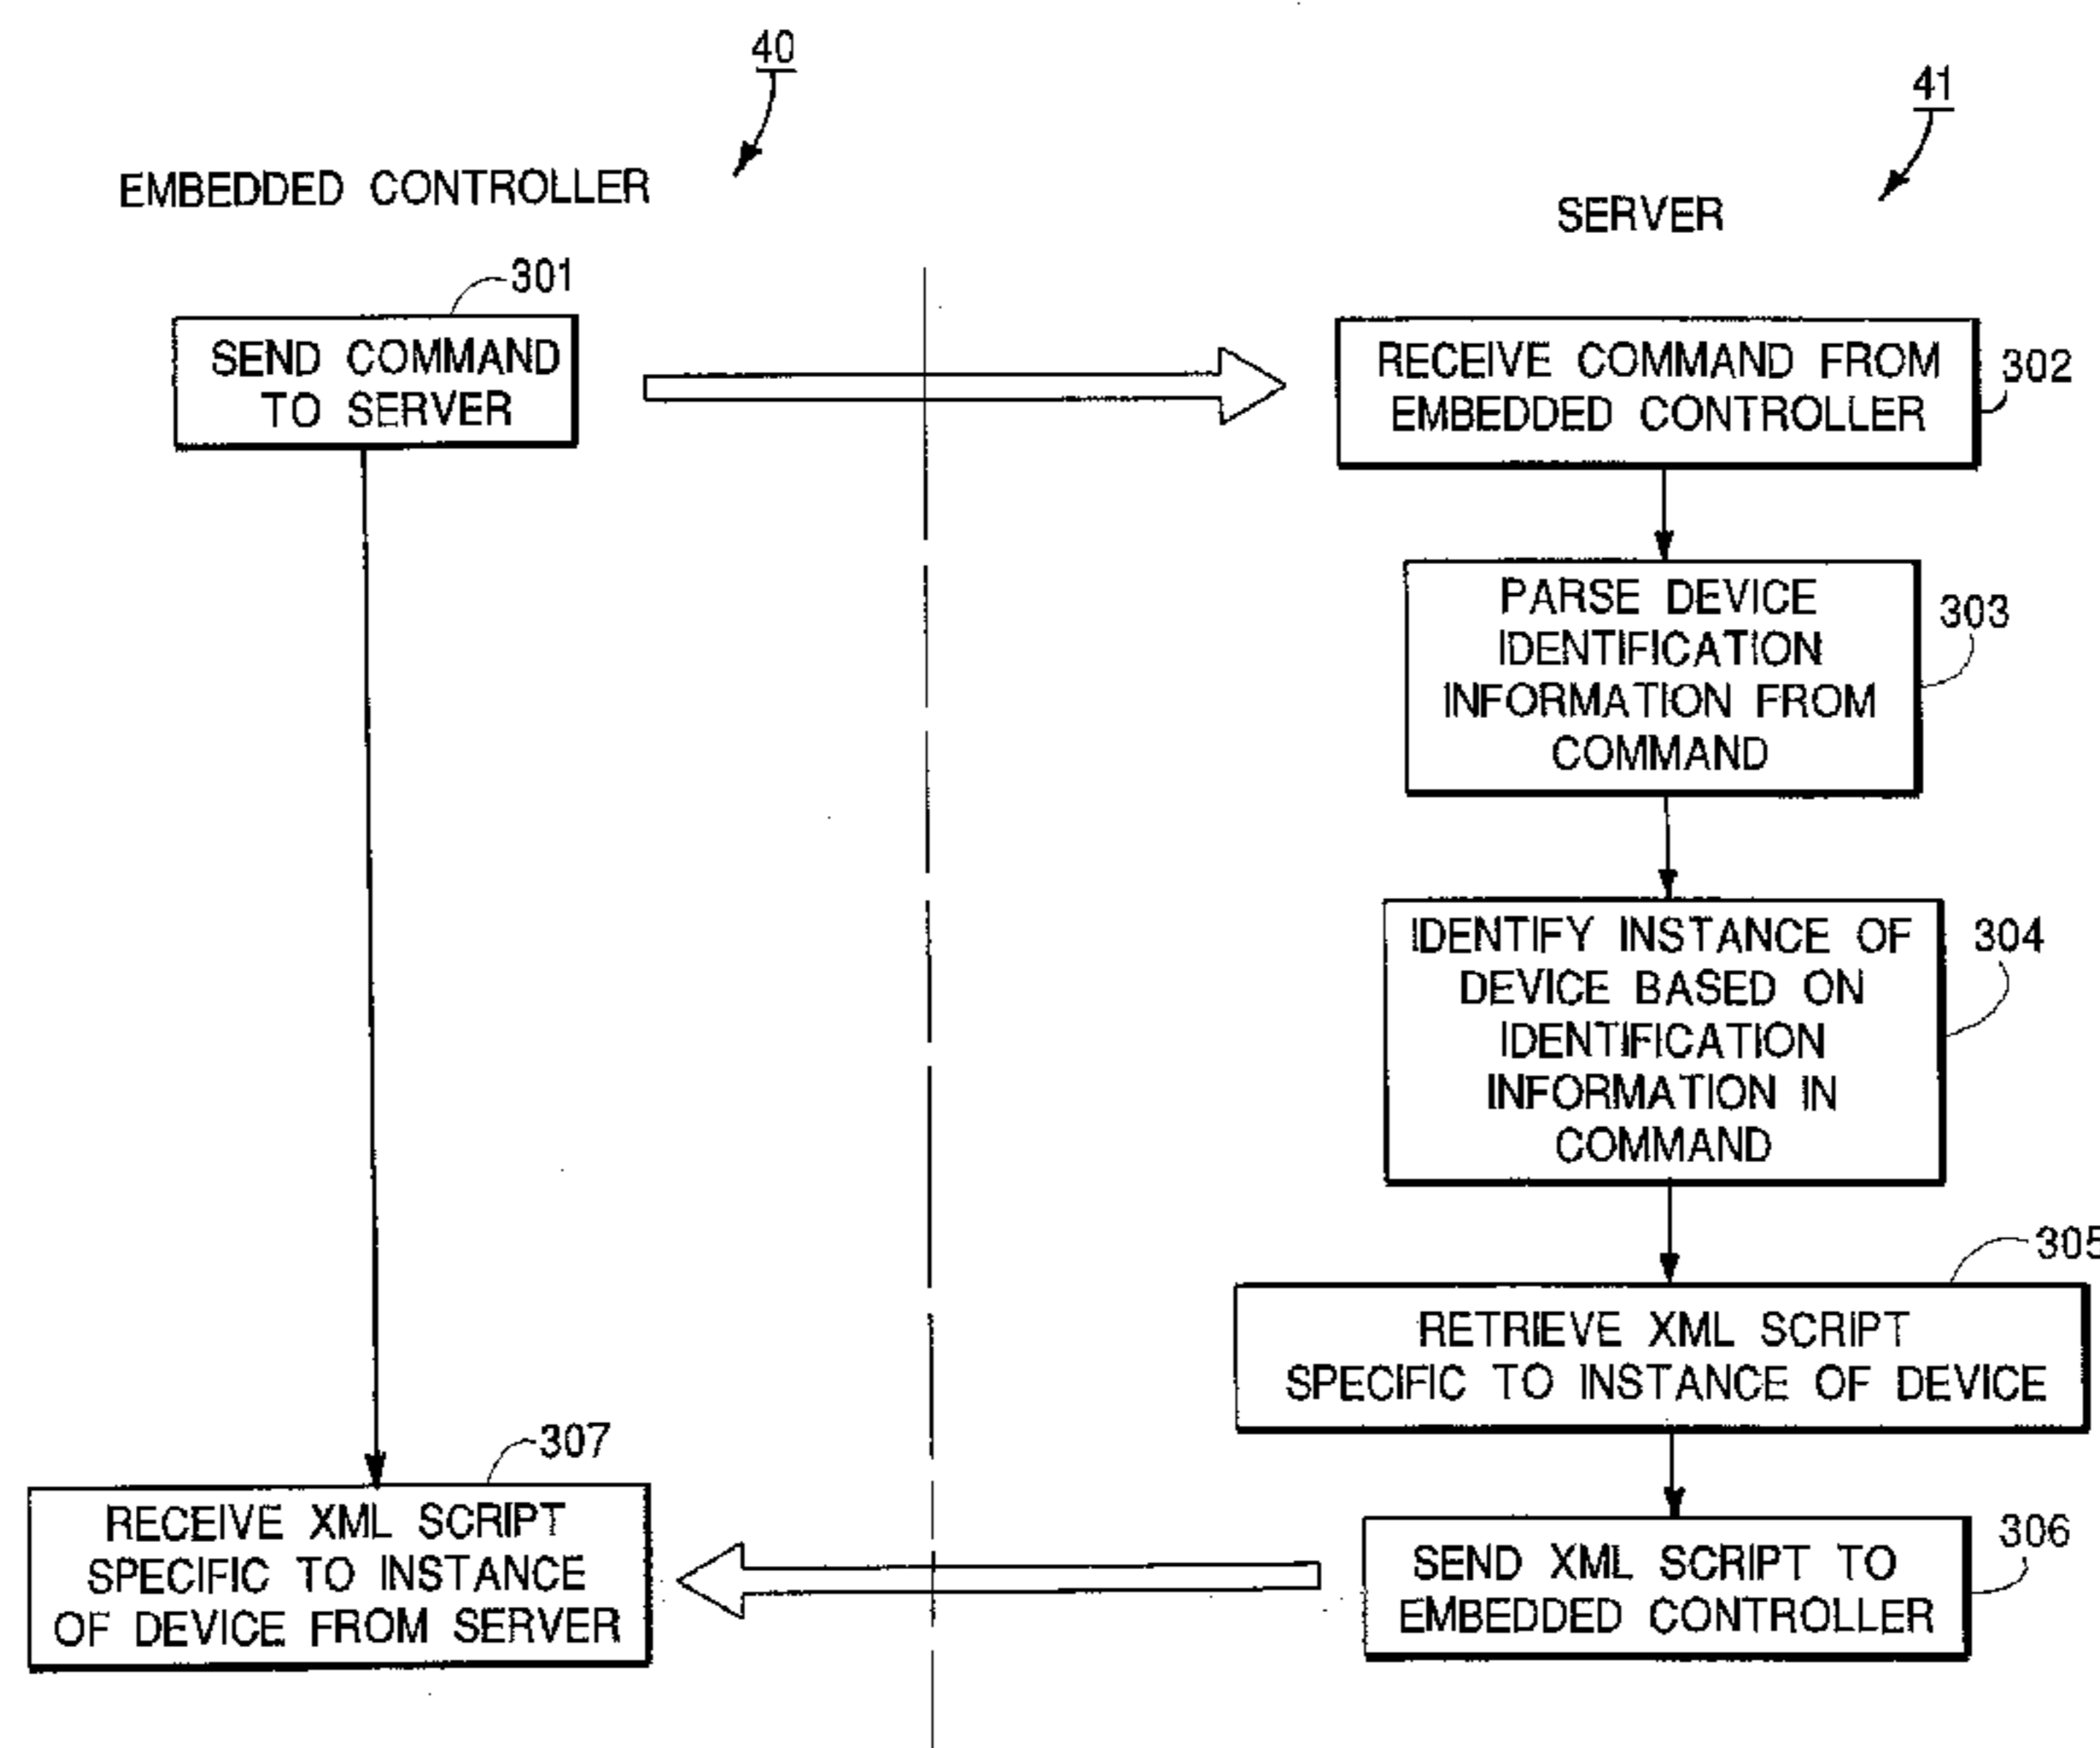 40
EMBEDDED CONTROLLER
41
SERVER
301
SEND COMMAND
TO SERVER
RECEIVE COMMAND FROM
EMBEDDED CONTROLLER
302
PARSE DEVICE
IDENTIFICATION
INFORMATION FROM
COMMAND
303
IDENTIFY INSTANCE OF
DEVICE BASED ON
IDENTIFICATION
INFORMATION IN
COMMAND
304
305
RETRIEVE XML SCRIPT
SPECIFIC TO INSTANCE OF DEVICE
307
RECEIVE XML SCRIPT
SPECIFIC TO INSTANCE
OF DEVICE FROM SERVER
SEND XML SCRIPT TO
EMBEDDED CONTROLLER
306